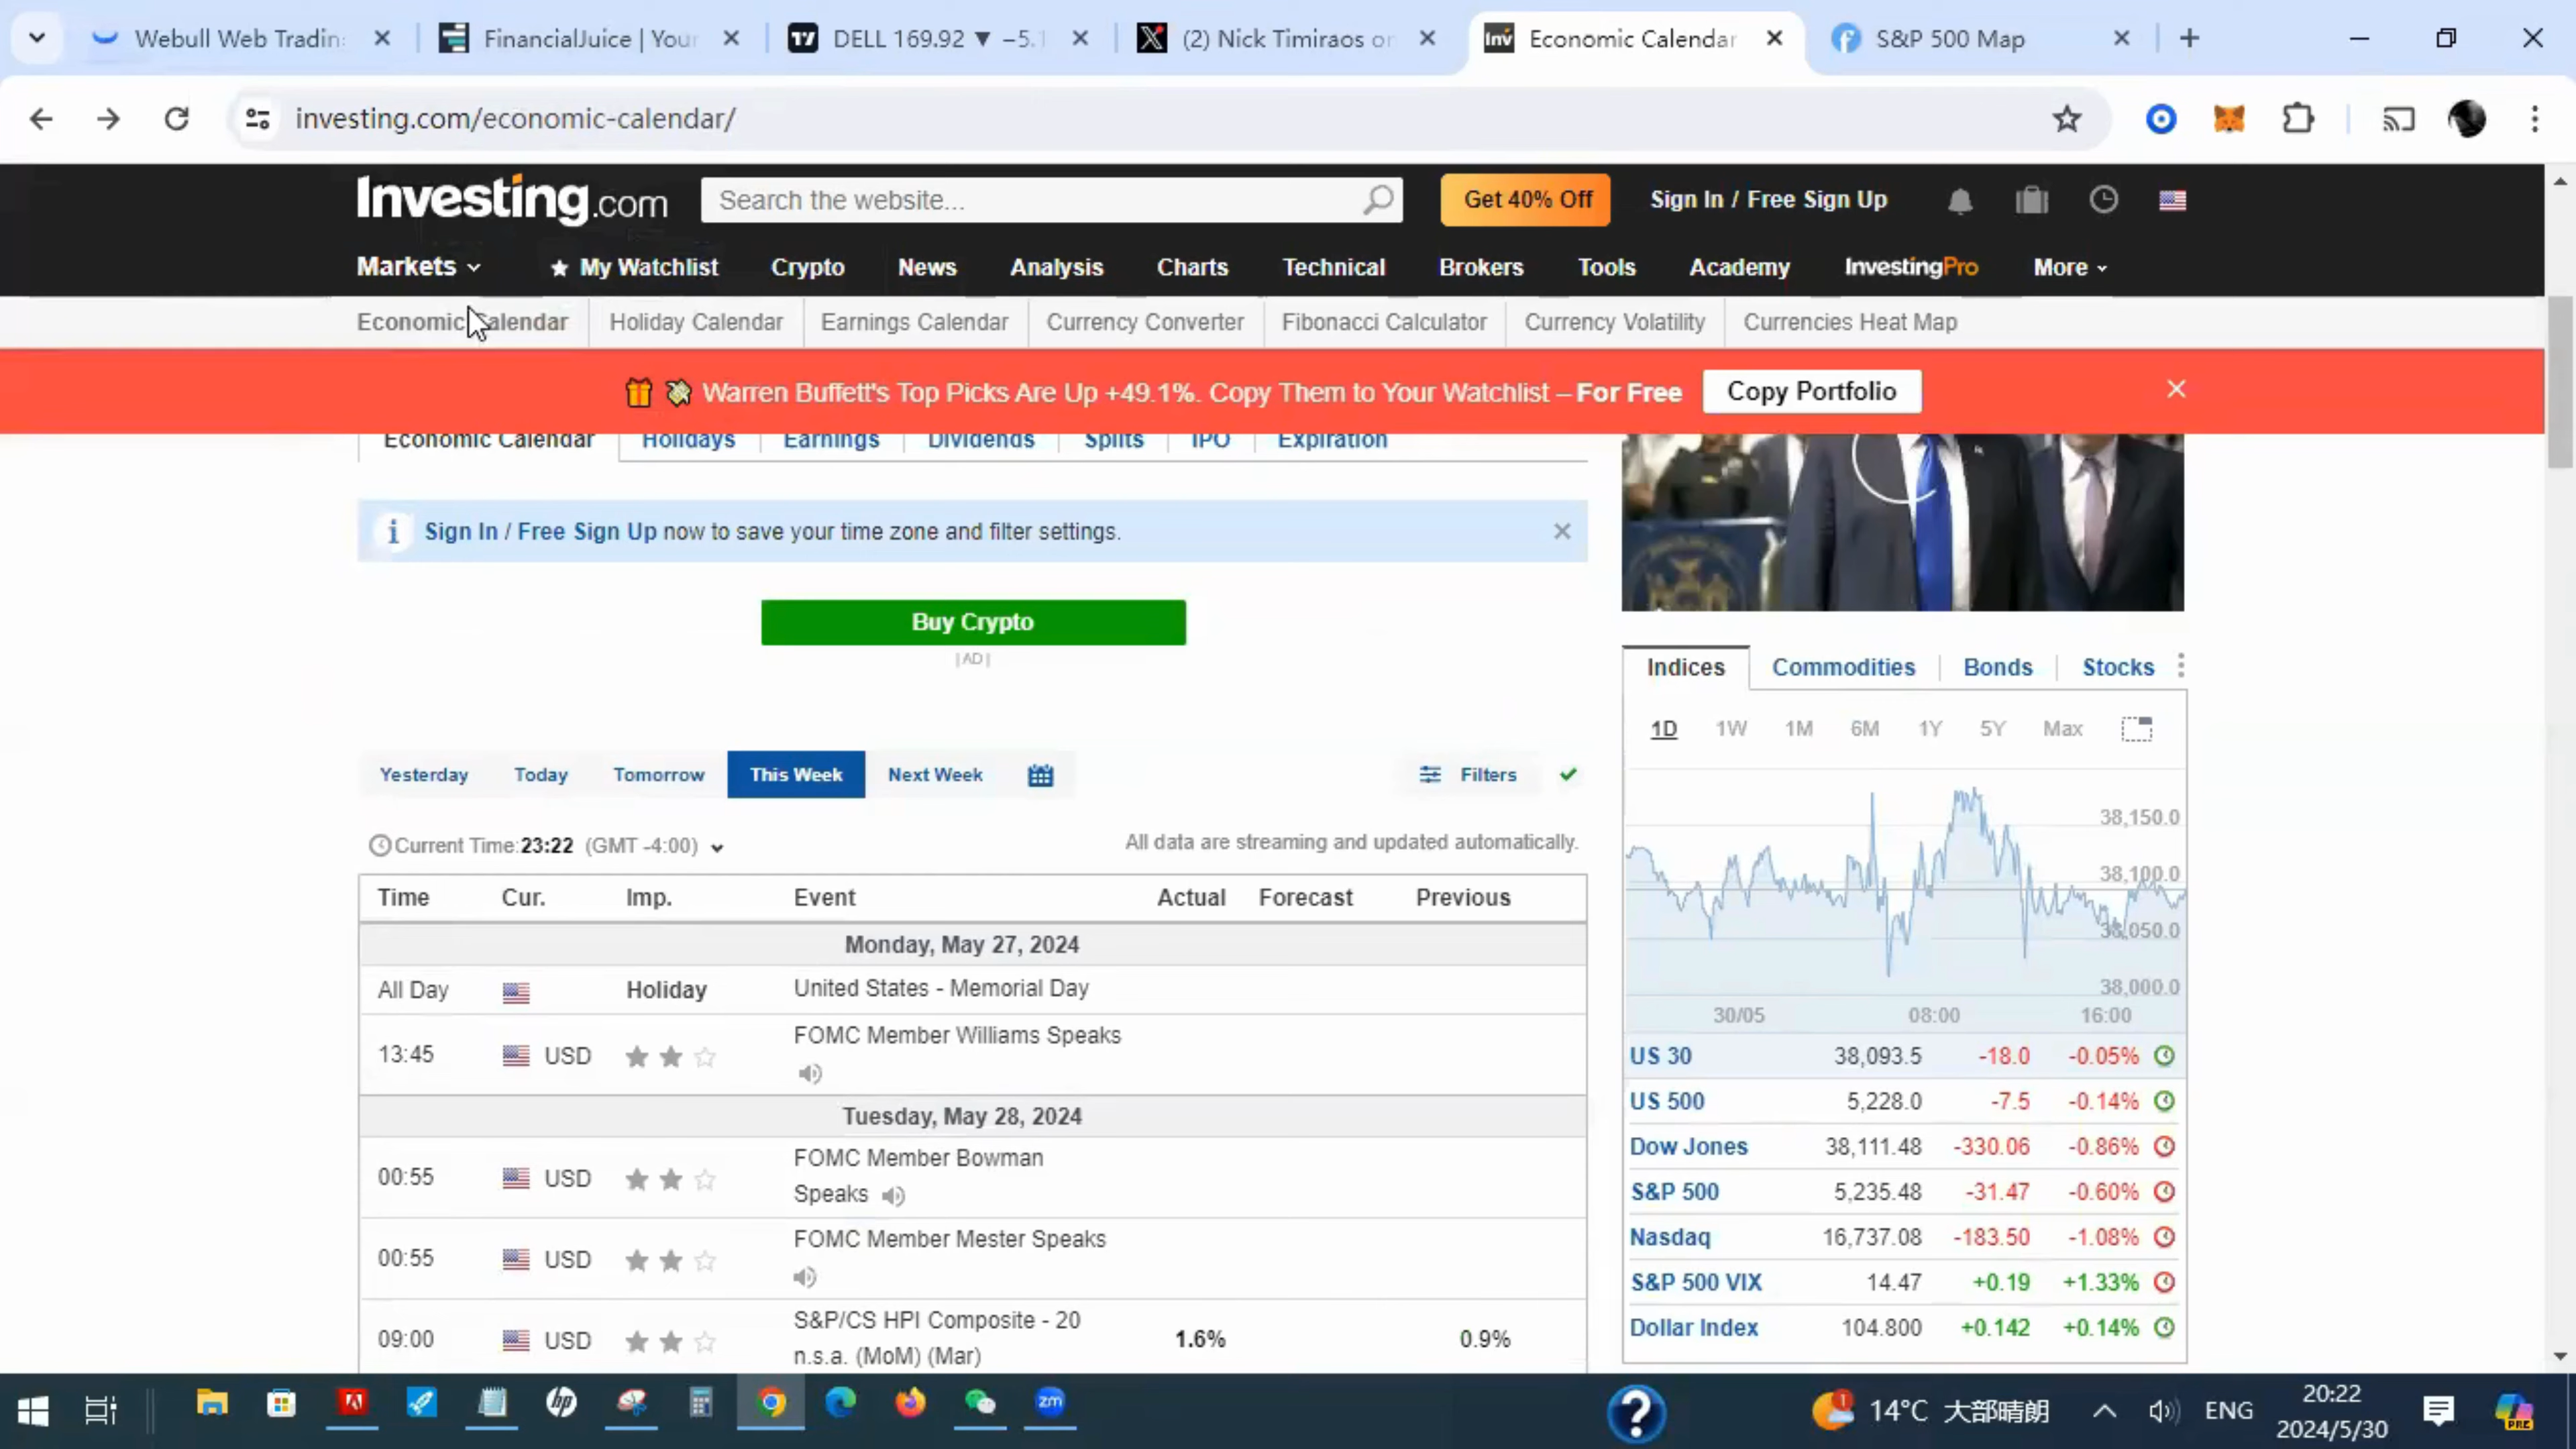 Webull Web Trading
FinancialJuice | Your
DELL 169.92 ▼ −5.1
(2) Nick Timiraos on
Economic Calendar
S&P 500 Map
investing.com/economic-calendar/
Investing.com
Search the website...
Get 40% Off
Sign In / Free Sign Up
Markets
My Watchlist
Crypto
News
Analysis
Charts
Technical
Brokers
Tools
Academy
InvestingPro
More
Economic Calendar
Holiday Calendar
Earnings Calendar
Currency Converter
Fibonacci Calculator
Currency Volatility
Currencies Heat Map
Warren Buffett's Top Picks Are Up +49.1%. Copy Them to Your Watchlist – For Free
Copy Portfolio
Economic Calendar
Holidays
Earnings
Dividends
Splits
IPO
Expiration
Sign In / Free Sign Up now to save your time zone and filter settings.
Buy Crypto
|AD|
Yesterday
Today
Tomorrow
This Week
Next Week
Filters
Current Time:23:22 (GMT -4:00)
All data are streaming and updated automatically.
Time Cur. Imp. Event Actual Forecast Previous
Monday, May 27, 2024
All Day Holiday United States - Memorial Day
13:45 USD FOMC Member Williams Speaks
Tuesday, May 28, 2024
00:55 USD FOMC Member Bowman
Speaks
00:55 USD FOMC Member Mester Speaks
09:00 USD S&P/CS HPI Composite - 20
n.s.a. (MoM) (Mar) 1.6% 0.9%
Indices
Commodities
Bonds
Stocks
1D 1W 1M 6M 1Y 5Y Max
38,150.0
38,100.0
38,050.0
38,000.0
30/05 08:00 16:00
US 30 38,093.5 -18.0 -0.05%
US 500 5,228.0 -7.5 -0.14%
Dow Jones 38,111.48 -330.06 -0.86%
S&P 500 5,235.48 -31.47 -0.60%
Nasdaq 16,737.08 -183.50 -1.08%
S&P 500 VIX 14.47 +0.19 +1.33%
Dollar Index 104.800 +0.142 +0.14%
hp
zm
1
14°C 大部晴朗
ENG
20:22
2024/5/30
PRE